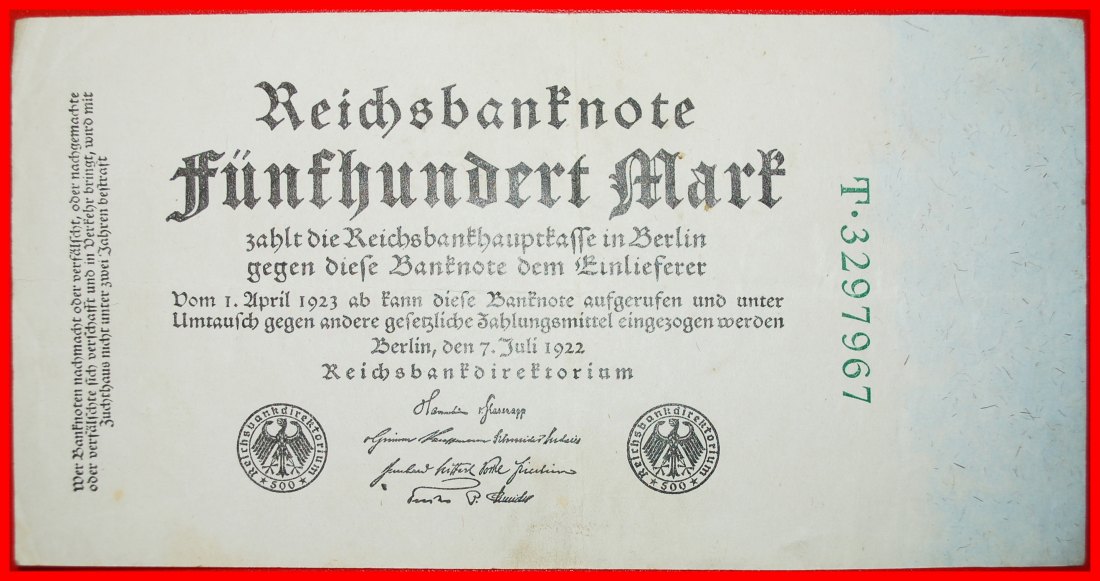 Reichsbanknote
Fünfhundert Mark
zahlt die Reichsbankhauptkasse in Berlin
gegen diese Banknote dem Einlieferer
Vom 1. April 1923 ab kann diese Banknote aufgerufen und unter
Umtausch gegen andere gesetzliche Zahlungsmittel eingezogen werden
Berlin, den 7. Juli 1922
Reichsbankdirektorium
v. Glasenapp
Reichsbankdirektorium
500
Reichsbankdirektorium
500
Wer Banknoten nachmacht oder verfälscht, oder nachgemachte
oder verfälschte sich verschafft und in Verkehr bringt, wird mit
Zuchthaus nicht unter zwei Jahren bestraft
T·3297967